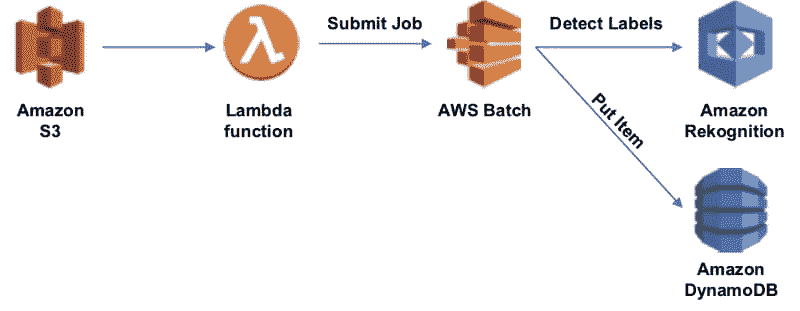 Submit Job
Detect Labels
Put Item
Amazon
S3
Lambda
function
AWS Batch
Amazon
Rekognition
Amazon
DynamoDB